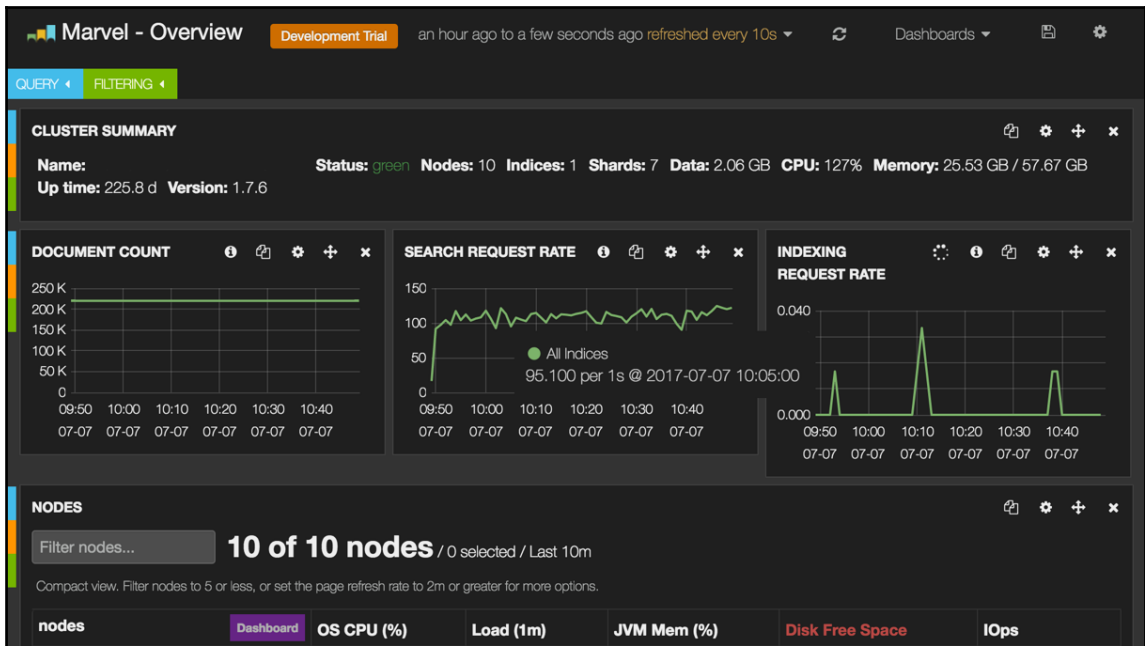 Marvel - Overview Development Trial an hour ago to a few seconds ago refreshed every 10s Dashboards
QUERY FILTERING
CLUSTER SUMMARY
Name: Status: green Nodes: 10 Indices: 1 Shards: 7 Data: 2.06 GB CPU: 127% Memory: 25.53 GB / 57.67 GB
Up time: 225.8 d Version: 1.7.6
DOCUMENT COUNT
250 K
200 K
150 K
100 K
50 K
0
09:50 10:00 10:10 10:20 10:30 10:40
07-07 07-07 07-07 07-07 07-07 07-07
SEARCH REQUEST RATE
150
100
50
0
All Indices
95.100 per 1s @ 2017-07-07 10:05:00
09:50 10:00 10:10 10:20 10:30 10:40
07-07 07-07 07-07 07-07 07-07 07-07
INDEXING
REQUEST RATE
0.040
0.000
09:50 10:00 10:10 10:20 10:30 10:40
07-07 07-07 07-07 07-07 07-07 07-07
NODES
Filter nodes... 10 of 10 nodes / 0 selected / Last 10m
Compact view. Filter nodes to 5 or less, or set the page refresh rate to 2m or greater for more options.
nodes Dashboard OS CPU (%) Load (1m) JVM Mem (%) Disk Free Space IOps